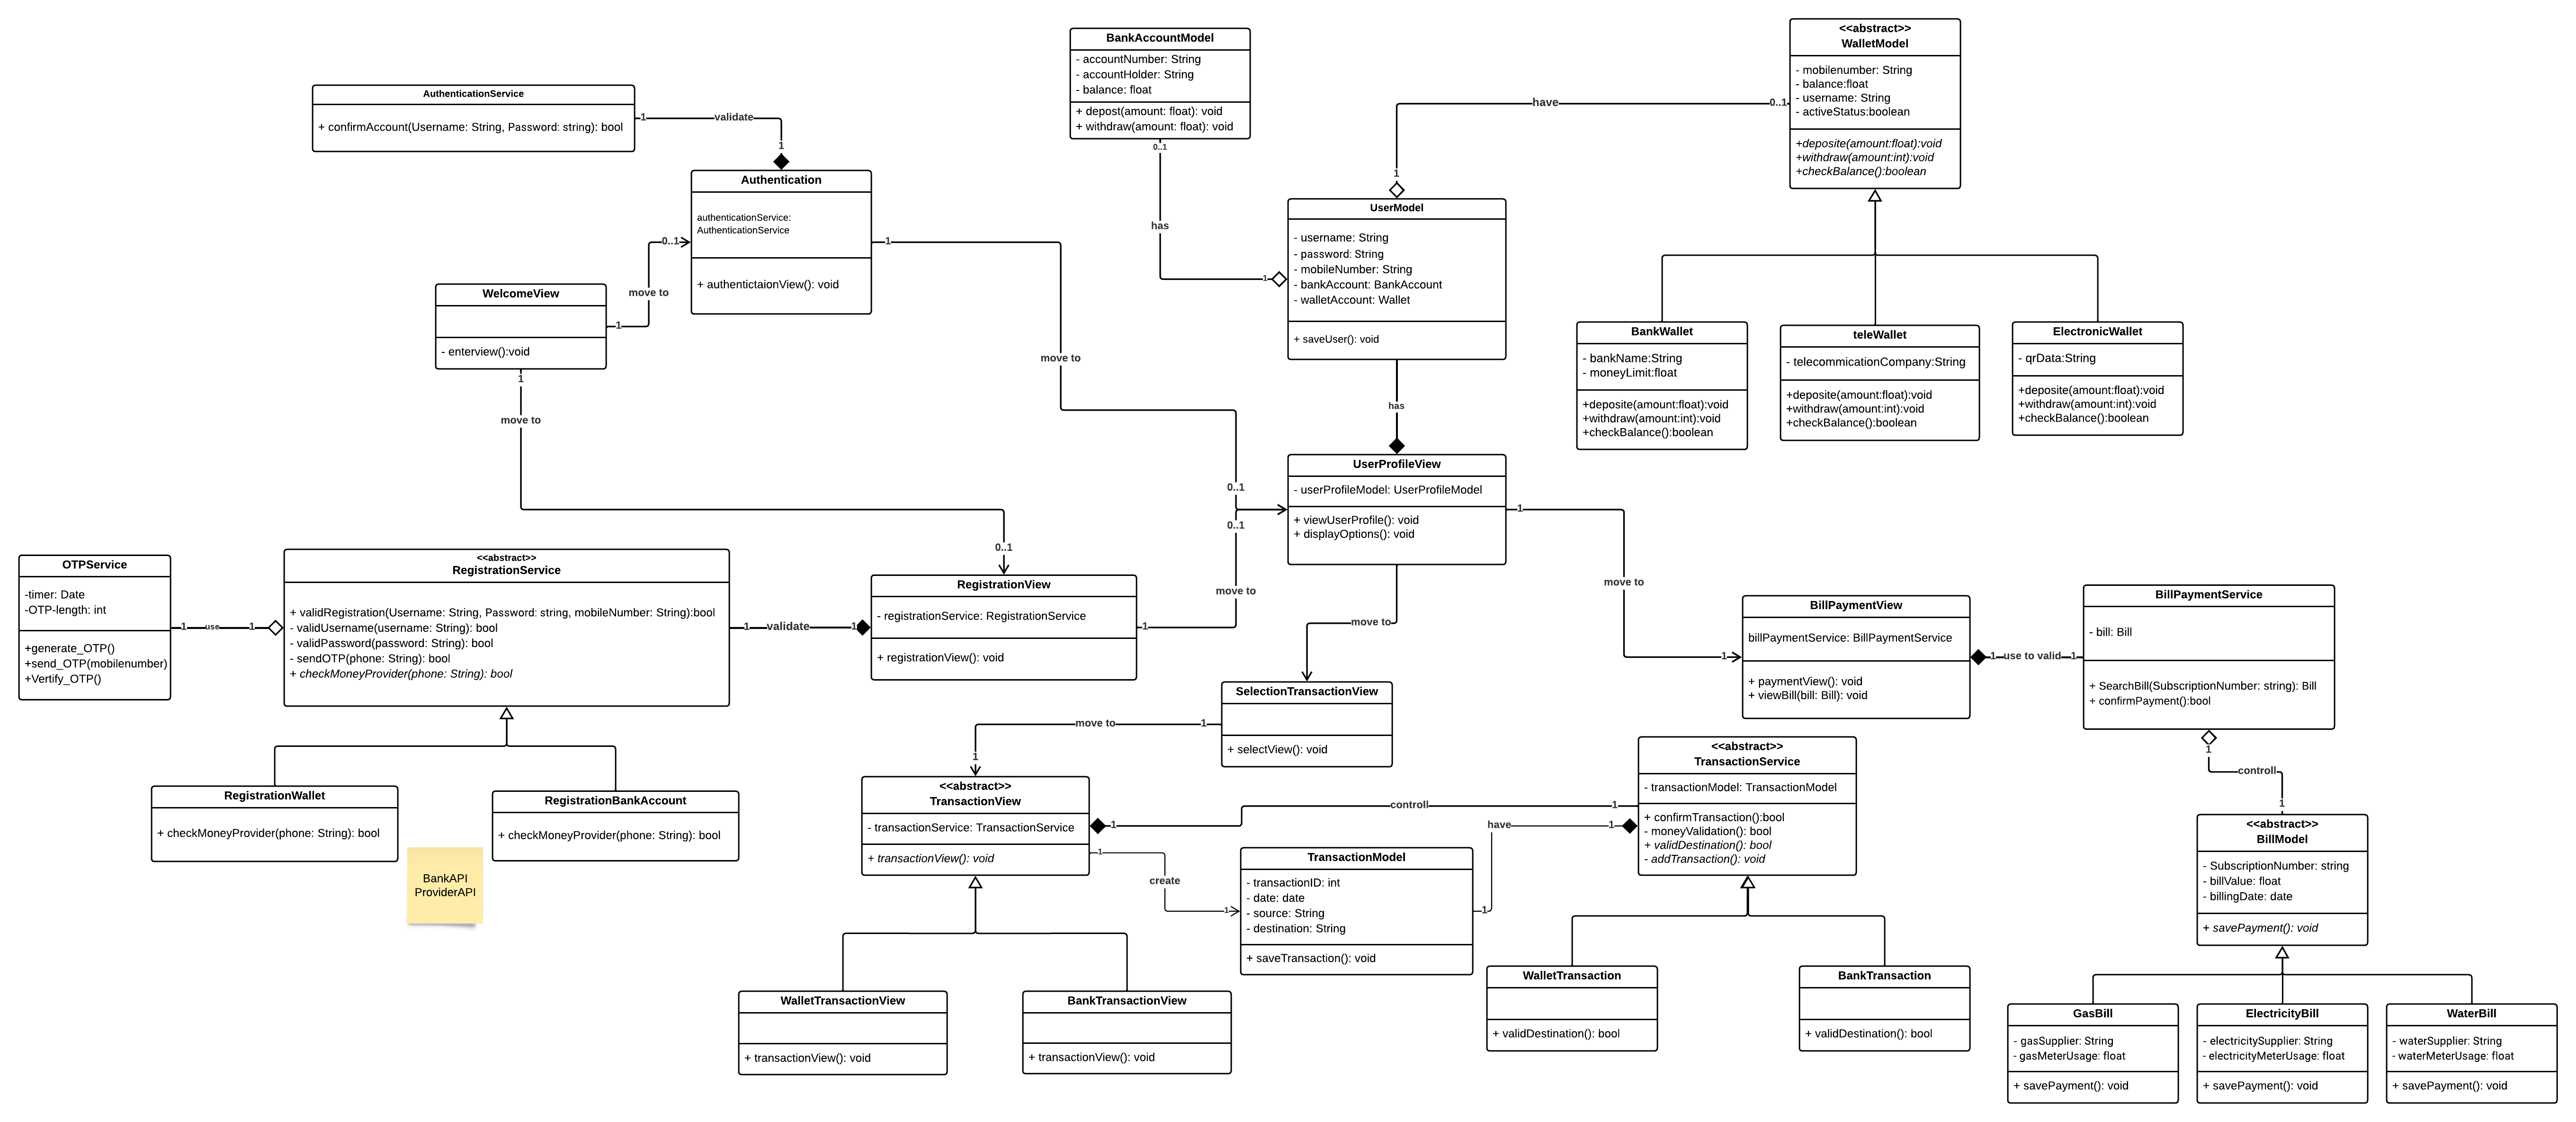 BankAccountModel
- accountNumber: String
- accountHolder: String
- balance: float
+ depost(amount: float): void
+ withdraw(amount: float): void
0..1
has
1
<<abstract>>
WalletModel
- mobilenumber: String
- balance:float
- username: String
- activeStatus:boolean
+deposite(amount:float):void
+withdraw(amount:int):void
+checkBalance():boolean
0..1
have
1
AuthenticationService
+ confirmAccount(Username: String, Password: string): bool
1
validate
1
Authentication
authenticationService:
AuthenticationService
+ authentictaionView(): void
1
move to
0..1
UserModel
- username: String
- password: String
- mobileNumber: String
- bankAccount: BankAccount
- walletAccount: Wallet
+ saveUser(): void
has
WelcomeView
- enterview():void
1
move to
0..1
1
move to
0..1
BankWallet
- bankName:String
- moneyLimit:float
+deposite(amount:float):void
+withdraw(amount:int):void
+checkBalance():boolean
teleWallet
- telecommicationCompany:String
+deposite(amount:float):void
+withdraw(amount:int):void
+checkBalance():boolean
ElectronicWallet
- qrData:String
+deposite(amount:float):void
+withdraw(amount:int):void
+checkBalance():boolean
UserProfileView
- userProfileModel: UserProfileModel
+ viewUserProfile(): void
+ displayOptions(): void
1
move to
1
move to
OTPService
-timer: Date
-OTP-length: int
+generate_OTP()
+send_OTP(mobilenumber)
+Vertify_OTP()
1
use
1
<<abstract>>
RegistrationService
+ validRegistration(Username: String, Password: string, mobileNumber: String):bool
- validUsername(username: String): bool
- validPassword(password: String): bool
- sendOTP(phone: String): bool
+ checkMoneyProvider(phone: String): bool
1
validate
1
RegistrationView
- registrationService: RegistrationService
+ registrationView(): void
1
move to
0..1
BillPaymentView
billPaymentService: BillPaymentService
+ paymentView(): void
+ viewBill(bill: Bill): void
1
use to valid
1
BillPaymentService
- bill: Bill
+ SearchBill(SubscriptionNumber: string): Bill
+ confirmPayment():bool
1
controll
1
SelectionTransactionView
+ selectView(): void
1
move to
1
RegistrationWallet
+ checkMoneyProvider(phone: String): bool
RegistrationBankAccount
+ checkMoneyProvider(phone: String): bool
BankAPI
ProviderAPI
<<abstract>>
TransactionView
- transactionService: TransactionService
+ transactionView(): void
1
controll
1
1
create
1
<<abstract>>
TransactionService
- transactionModel: TransactionModel
+ confirmTransaction():bool
- moneyValidation(): bool
+ validDestination(): bool
- addTransaction(): void
TransactionModel
- transactionID: int
- date: date
- source: String
- destination: String
+ saveTransaction(): void
1
have
1
<<abstract>>
BillModel
- SubscriptionNumber: string
- billValue: float
- billingDate: date
+ savePayment(): void
WalletTransactionView
+ transactionView(): void
BankTransactionView
+ transactionView(): void
WalletTransaction
+ validDestination(): bool
BankTransaction
+ validDestination(): bool
GasBill
- gasSupplier: String
- gasMeterUsage: float
+ savePayment(): void
ElectricityBill
- electricitySupplier: String
- electricityMeterUsage: float
+ savePayment(): void
WaterBill
- waterSupplier: String
- waterMeterUsage: float
+ savePayment(): void